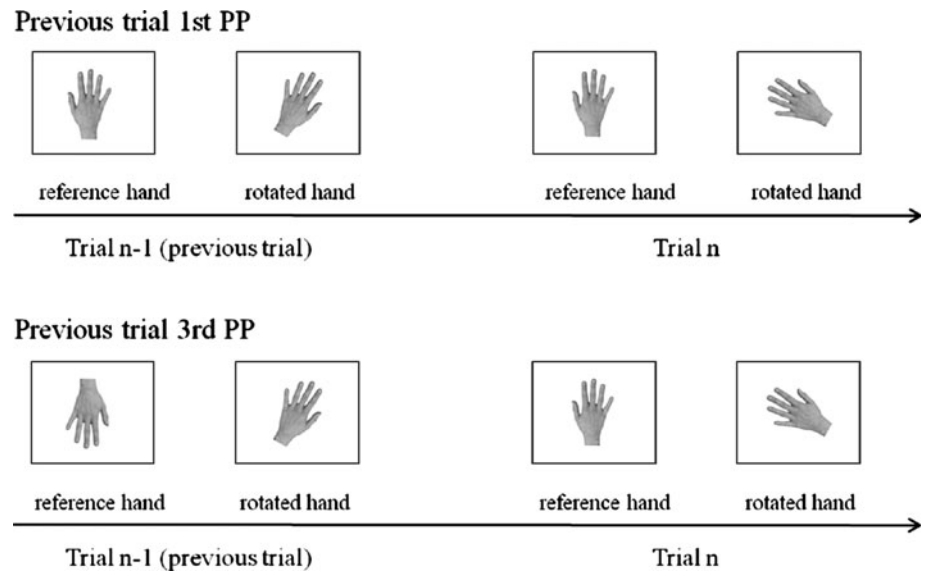 Previous trial 1st PP
reference hand rotated hand reference hand rotated hand
Trial n-1 (previous trial) Trial n
Previous trial 3rd PP
reference hand rotated hand reference hand rotated hand
Trial n-1 (previous trial) Trial n